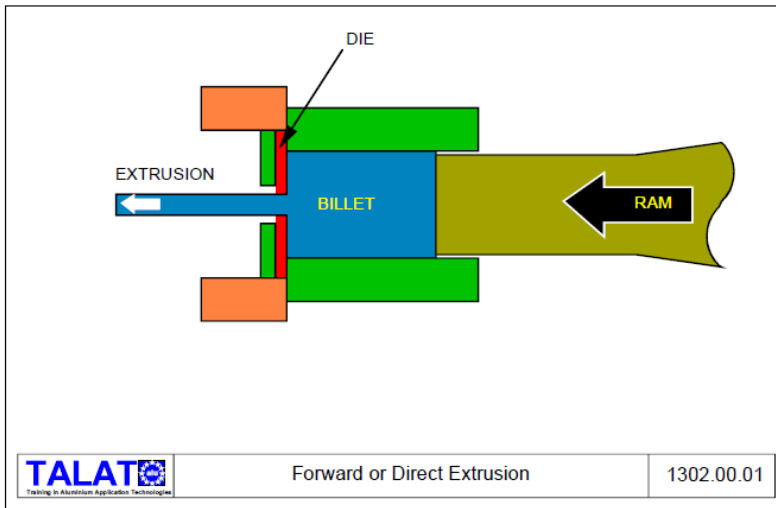 DIE
EXTRUSION
BILLET
RAM
TALAT
Training in Aluminium Application Technologies
Forward or Direct Extrusion
1302.00.01